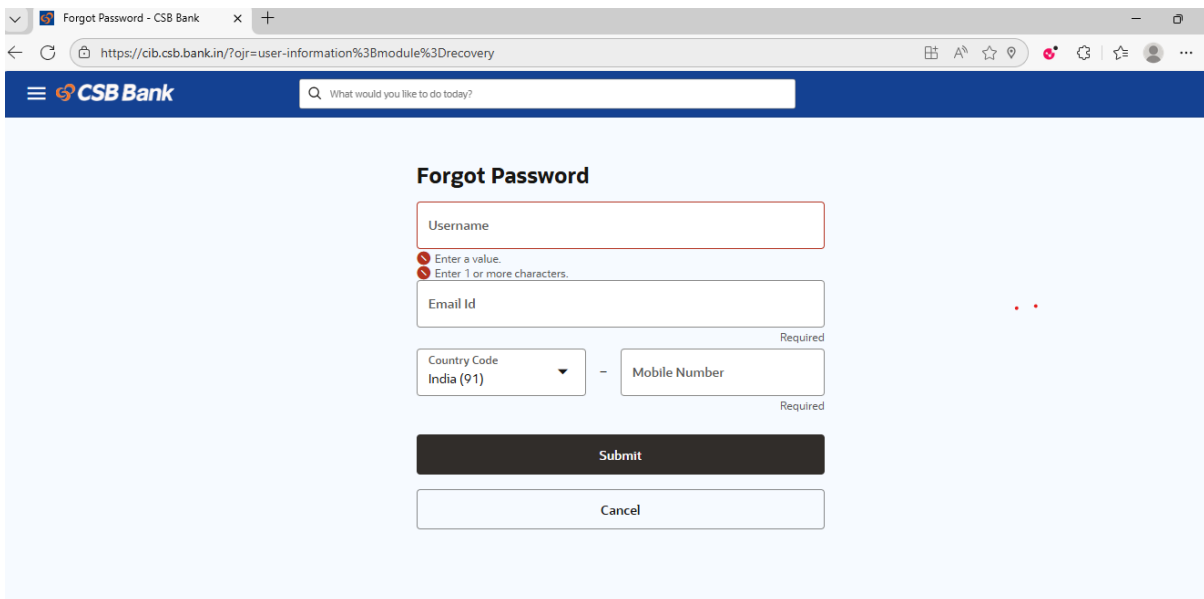 Forgot Password - CSB Bank
https://cib.csb.bank.in/?ojr=user-information%3Bmodule%3Drecovery
CSB Bank
What would you like to do today?
Forgot Password
Username
Enter a value.
Enter 1 or more characters.
Email Id
Required
Country Code
India (91)
–
Mobile Number
Required
Submit
Cancel